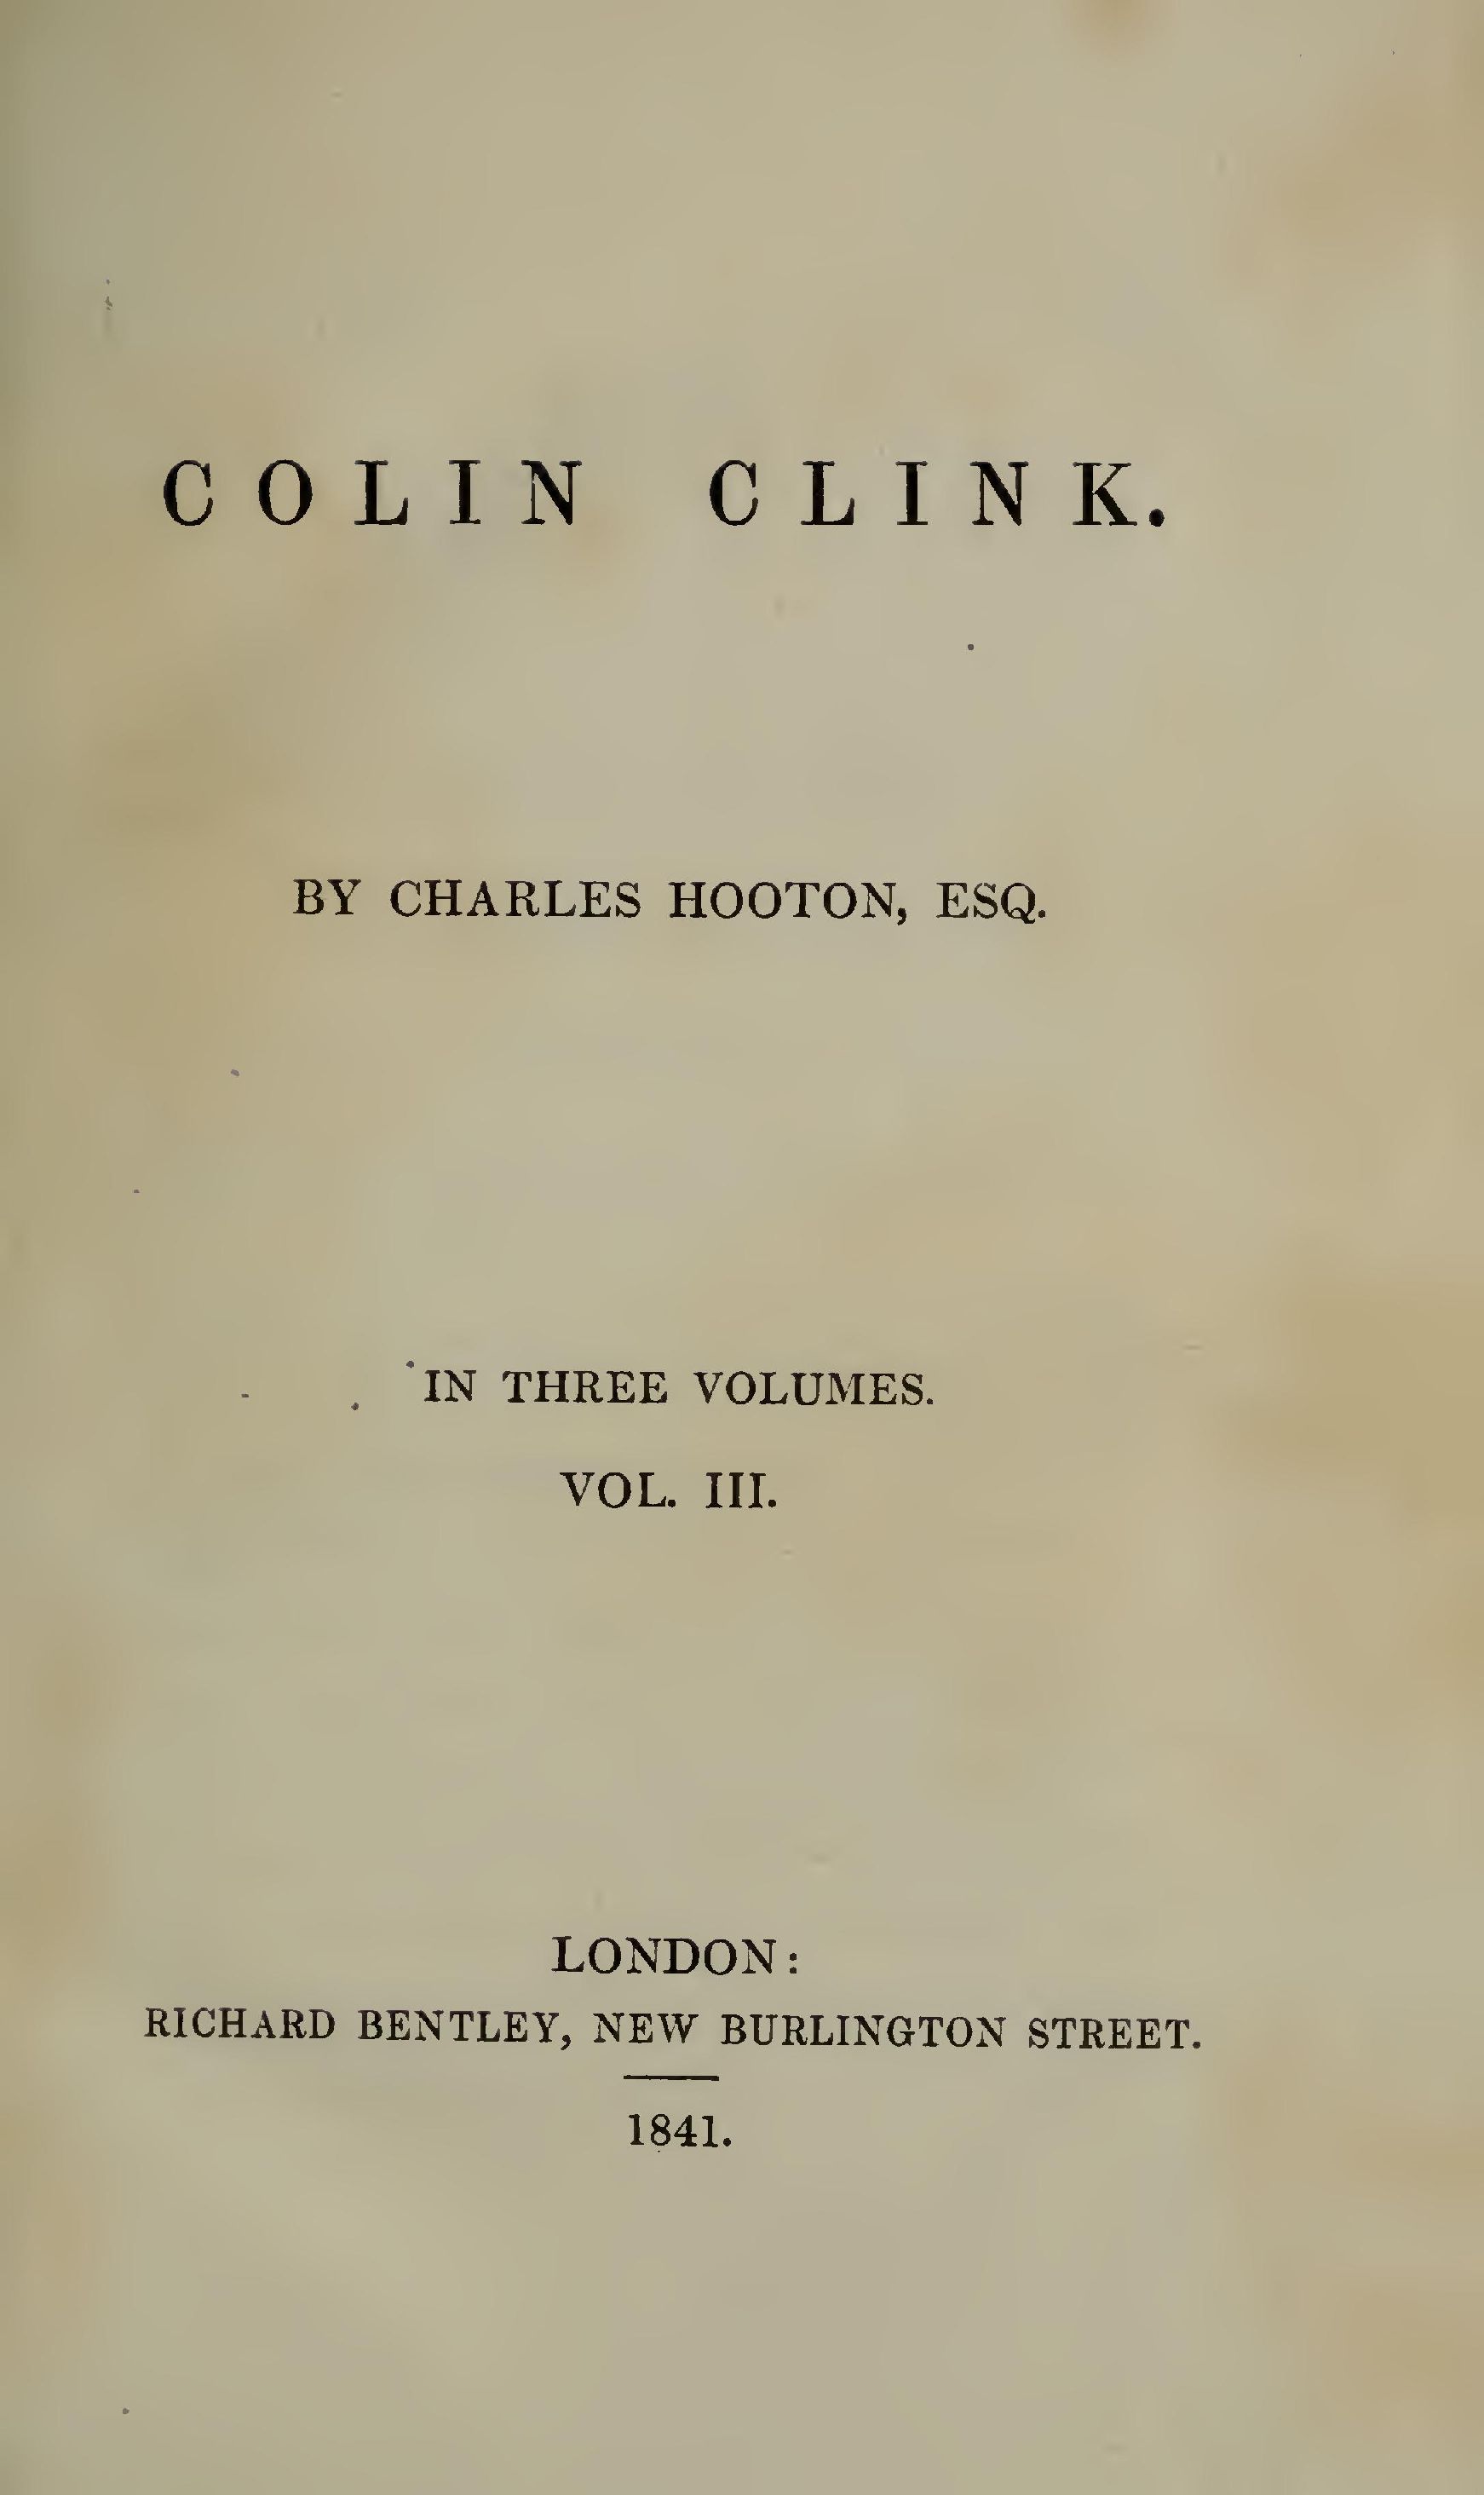 COLIN CLINK.
BY CHARLES HOOTON, ESQ.
IN THREE VOLUMES.
VOL. III.
LONDON:
RICHARD BENTLEY, NEW BURLINGTON STREET.
1841.